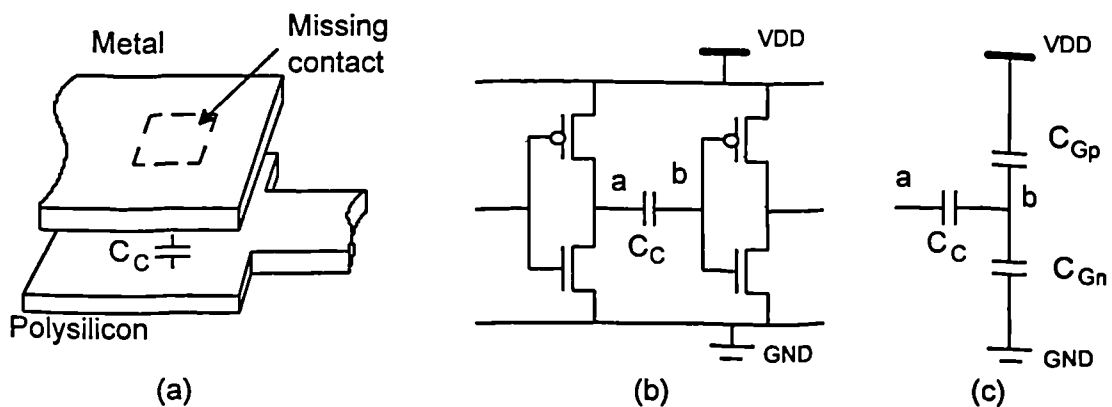 Metal
Missing
contact
C_C
Polysilicon
(a)
VDD
a
b
C_C
GND
(b)
VDD
C_Gp
a
b
C_C
C_Gn
GND
(c)